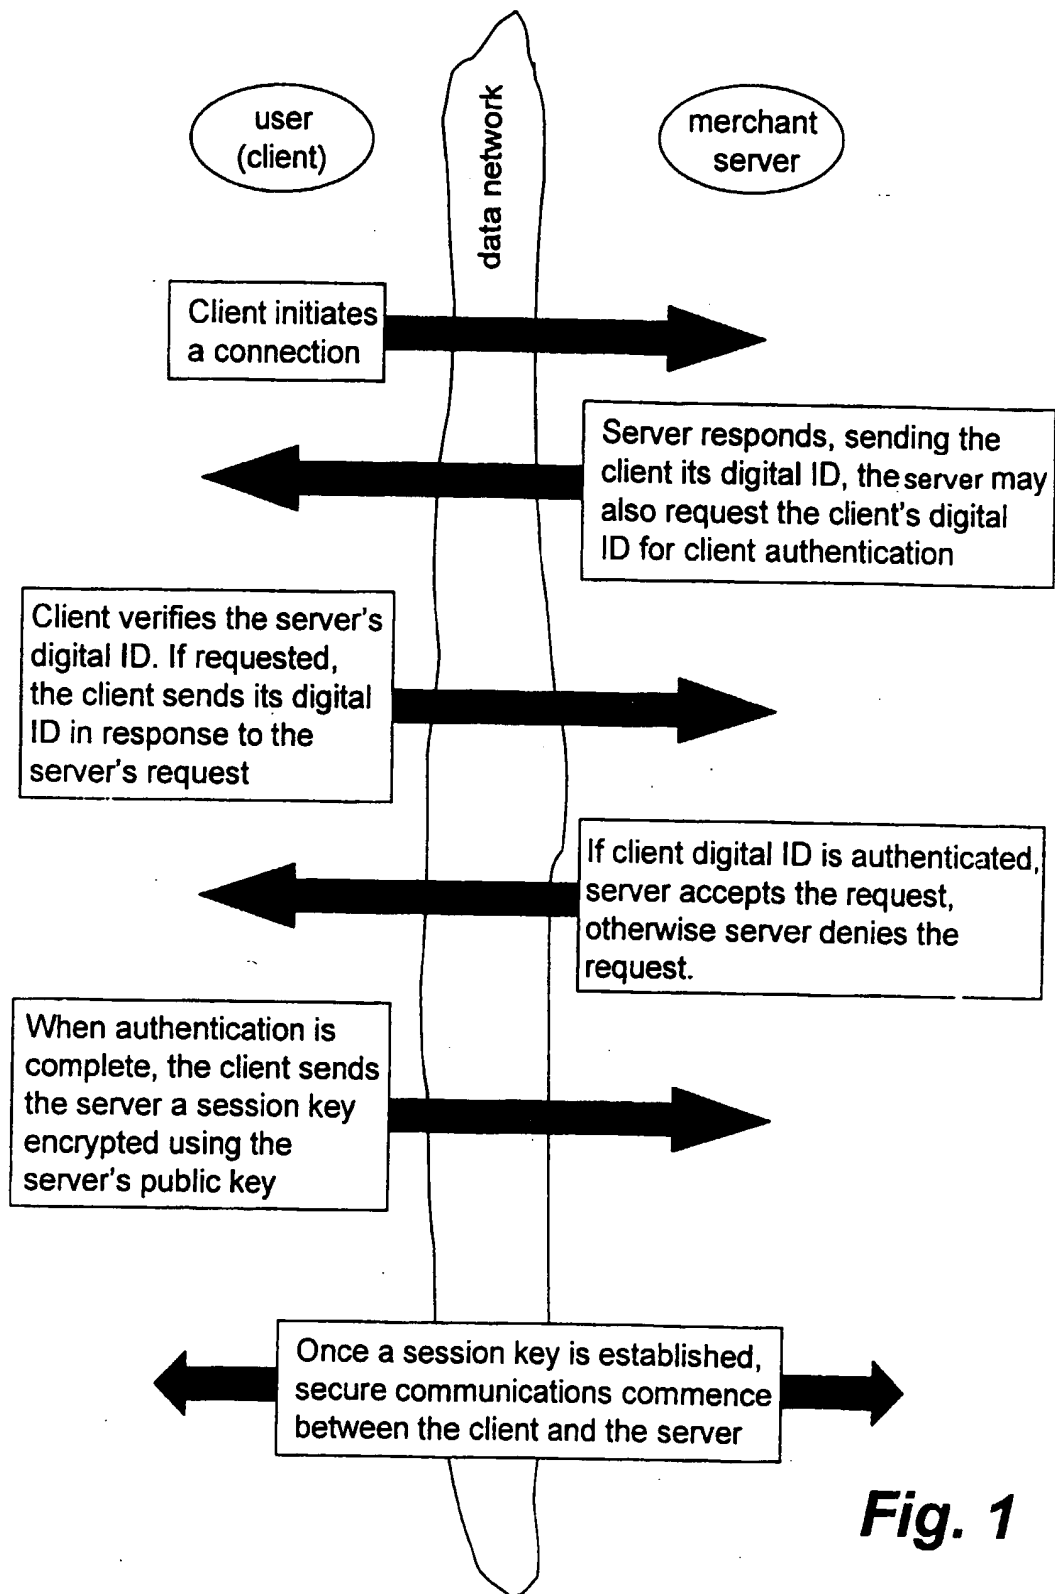 user
(client)
data network
merchant
server
Client initiates
a connection
Server responds, sending the
client its digital ID, the server may
also request the client's digital
ID for client authentication
Client verifies the server's
digital ID. If requested,
the client sends its digital
ID in response to the
server's request
If client digital ID is authenticated,
server accepts the request,
otherwise server denies the
request.
When authentication is
complete, the client sends
the server a session key
encrypted using the
server's public key
Once a session key is established,
secure communications commence
between the client and the server
Fig. 1